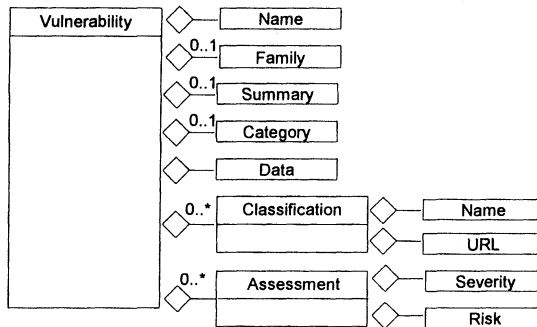 Vulnerability
Name
0..1
Family
0..1
Summary
0..1
Category
Data
0..*
Classification
Name
URL
0..*
Assessment
Severity
Risk